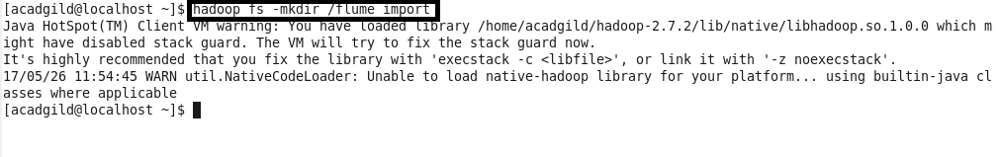 [acadgild@localhost ~]$ hadoop fs -mkdir /flume import
Java HotSpot(TM) Client VM warning: You have loaded library /home/acadgild/hadoop-2.7.2/lib/native/libhadoop.so.1.0.0 which m
ight have disabled stack guard. The VM will try to fix the stack guard now.
It's highly recommended that you fix the library with 'execstack -c <libfile>', or link it with '-z noexecstack'.
17/05/26 11:54:45 WARN util.NativeCodeLoader: Unable to load native-hadoop library for your platform... using builtin-java cl
asses where applicable
[acadgild@localhost ~]$